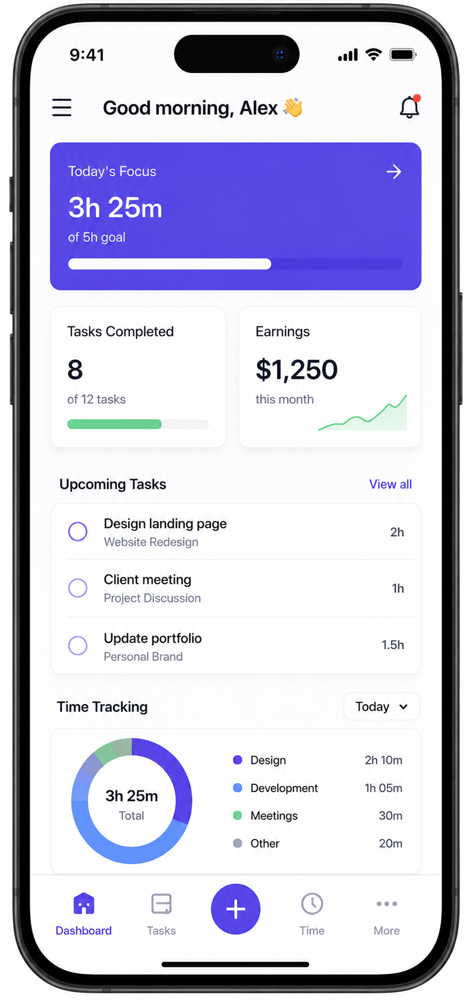 9:41
Good morning, Alex 👋
Today's Focus
3h 25m
of 5h goal
Tasks Completed
8
of 12 tasks
Earnings
$1,250
this month
Upcoming Tasks
View all
Design landing page
Website Redesign
2h
Client meeting
Project Discussion
1h
Update portfolio
Personal Brand
1.5h
Time Tracking
Today
3h 25m
Total
Design 2h 10m
Development 1h 05m
Meetings 30m
Other 20m
Dashboard
Tasks
Time
More